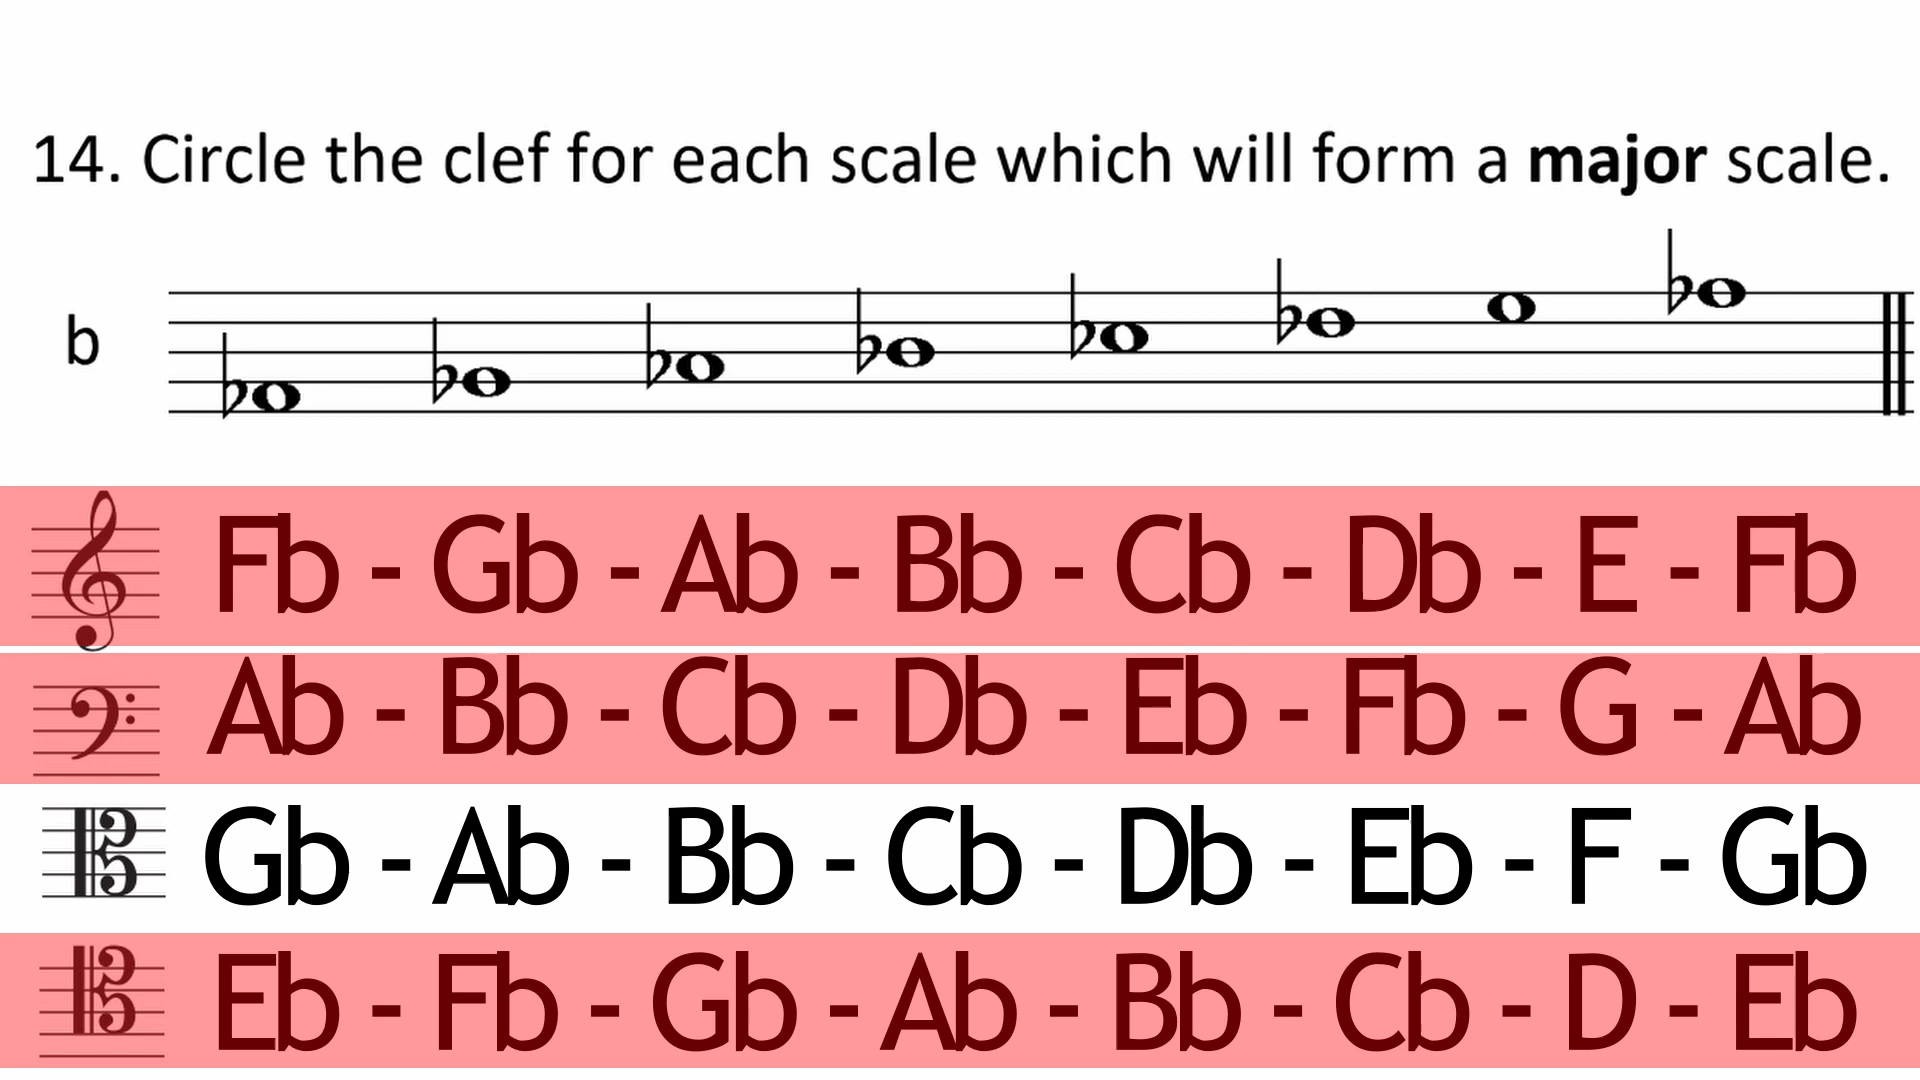 14. Circle the clef for each scale which will form a major scale.
b
Fb - Gb - Ab - Bb - Cb - Db - E - Fb
Ab - Bb - Cb - Db - Eb - Fb - G - Ab
Gb - Ab - Bb - Cb - Db - Eb - F - Gb
Eb - Fb - Gb - Ab - Bb - Cb - D - Eb